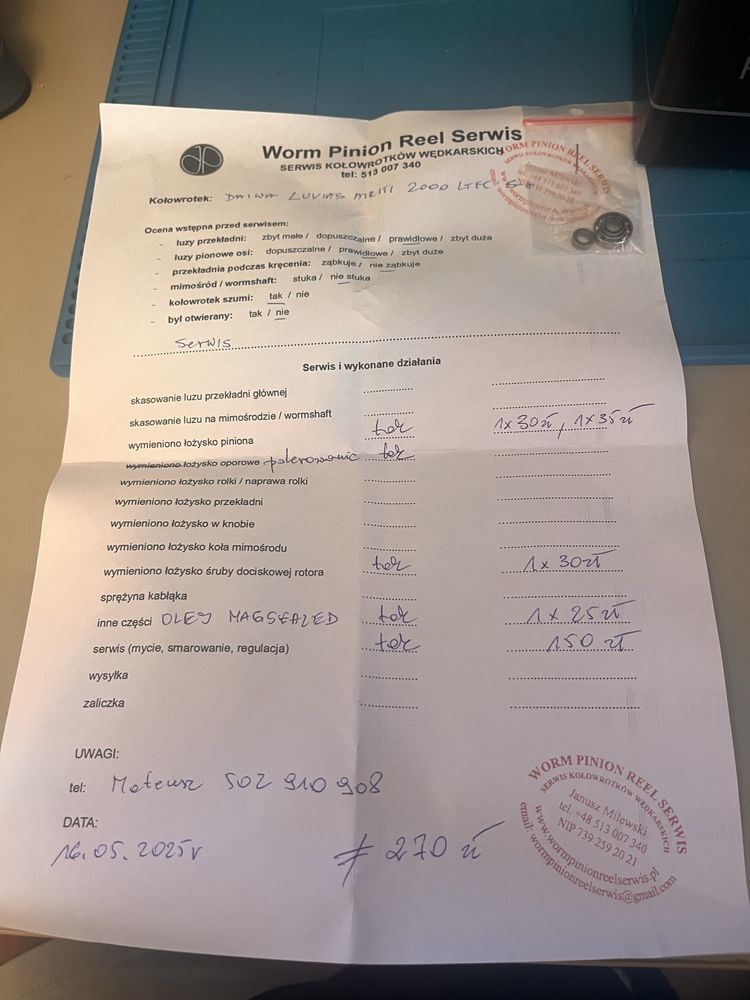 Worm Pinion Reel Serwis
SERWIS KOŁOWROTKÓW WĘDKARSKICH
tel: 513 007 340
Kołowrotek: DAIWA LUVIAS AIRITI 2000 LT FC SSH
Ocena wstępna przed serwisem:
- luzy przekładni: zbyt małe / dopuszczalne / prawidłowe / zbyt duże
- luzy pionowe osi: dopuszczalne / prawidłowe / zbyt duże
- przekładnia podczas kręcenia: ząbkuje / nie ząbkuje
- mimośród / wormshaft: stuka / nie stuka
- kołowrotek szumi: tak / nie
- był otwierany: tak / nie
Serwis
Serwis i wykonane działania
skasowanie luzu przekładni głównej
skasowanie luzu na mimośrodzie / wormshaft
wymieniono łożysko piniona tak 1x30zł, 1x35zł
wymieniono łożysko oporowe polerowanie tak
wymieniono łożysko rolki / naprawa rolki
wymieniono łożysko przekładni
wymieniono łożysko w knobie
wymieniono łożysko koła mimośrodu
wymieniono łożysko śruby dociskowej rotora tak 1x30zł
sprężyna kabłąka
inne części OLEJ MAGSEALED tak 1x25zł
serwis (mycie, smarowanie, regulacja) tak 150 zł
wysyłka
zaliczka
UWAGI:
tel: Mateusz 502 910 908
DATA:
16.05.2025r
≠ 270 zł
WORM PINION REEL SERWIS
SERWIS KOŁOWROTKÓW WĘDKARSKICH
Janusz Milewski
tel. +48 513 007 340
NIP 739 259 20 21
www.wormpinionreelserwis.pl
email: wormpinionreelserwis@gmail.com